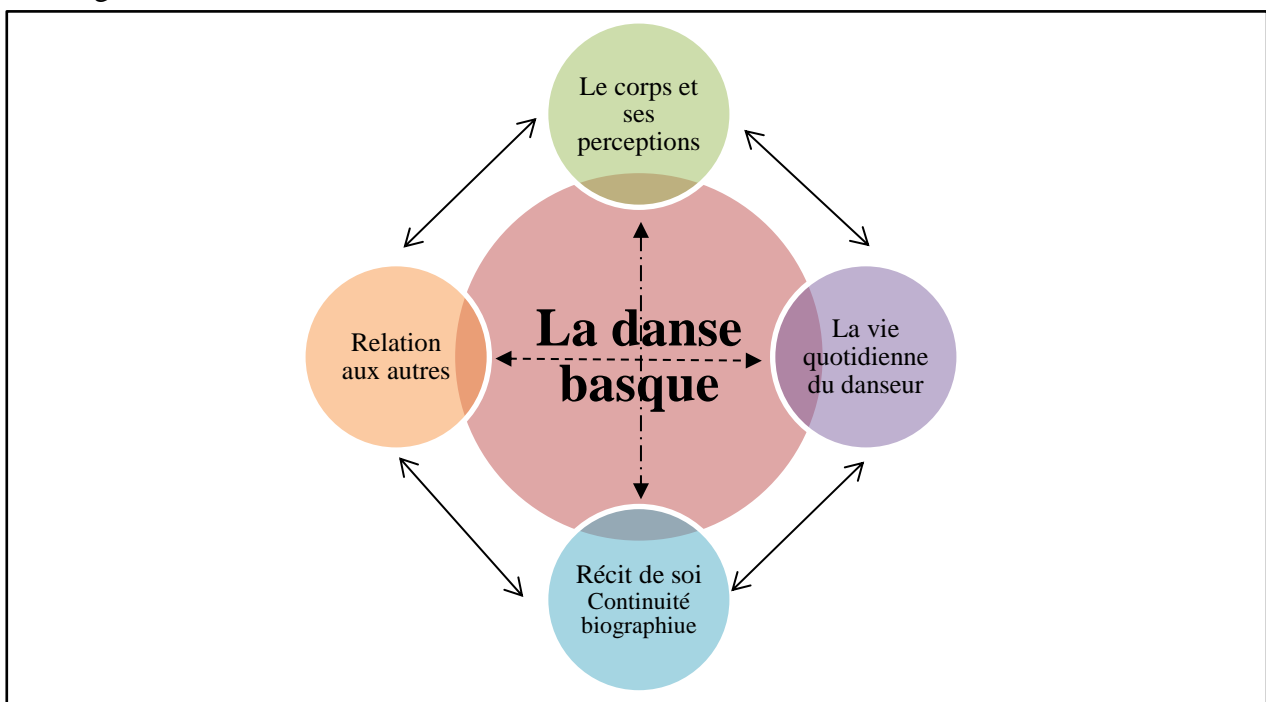 Le corps et
ses
perceptions
La danse
basque
Relation
aux autres
La vie
quotidienne
du danseur
Récit de soi
Continuité
biographiue